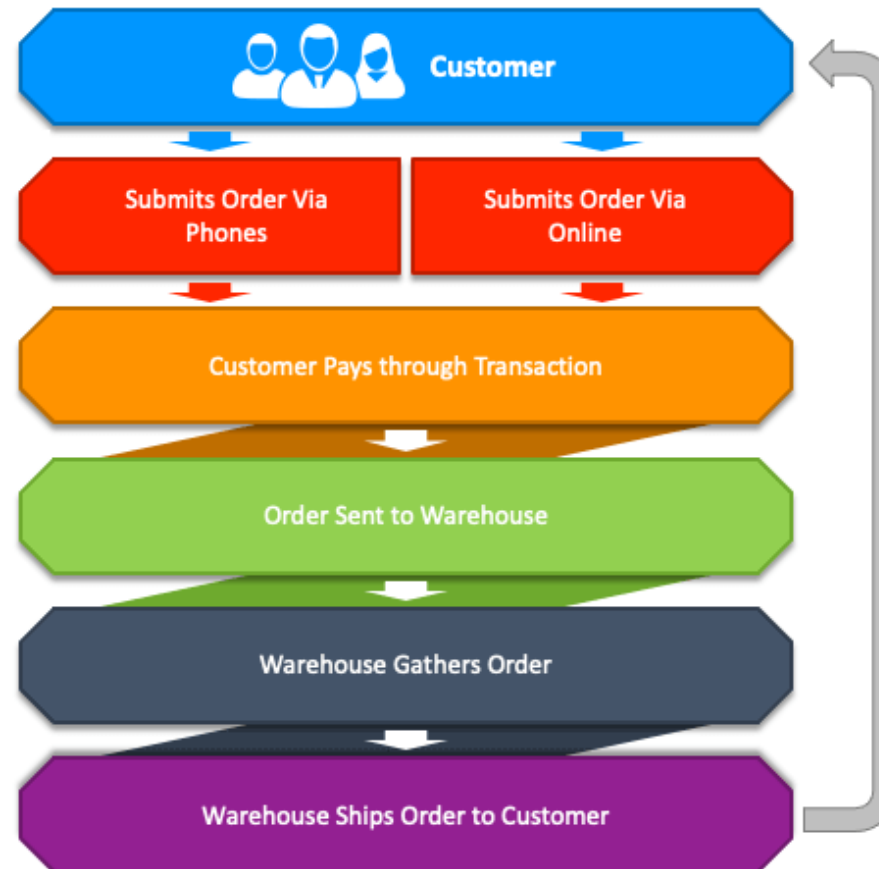 Customer
Submits Order Via
Phones
Submits Order Via
Online
Customer Pays through Transaction
Order Sent to Warehouse
Warehouse Gathers Order
Warehouse Ships Order to Customer